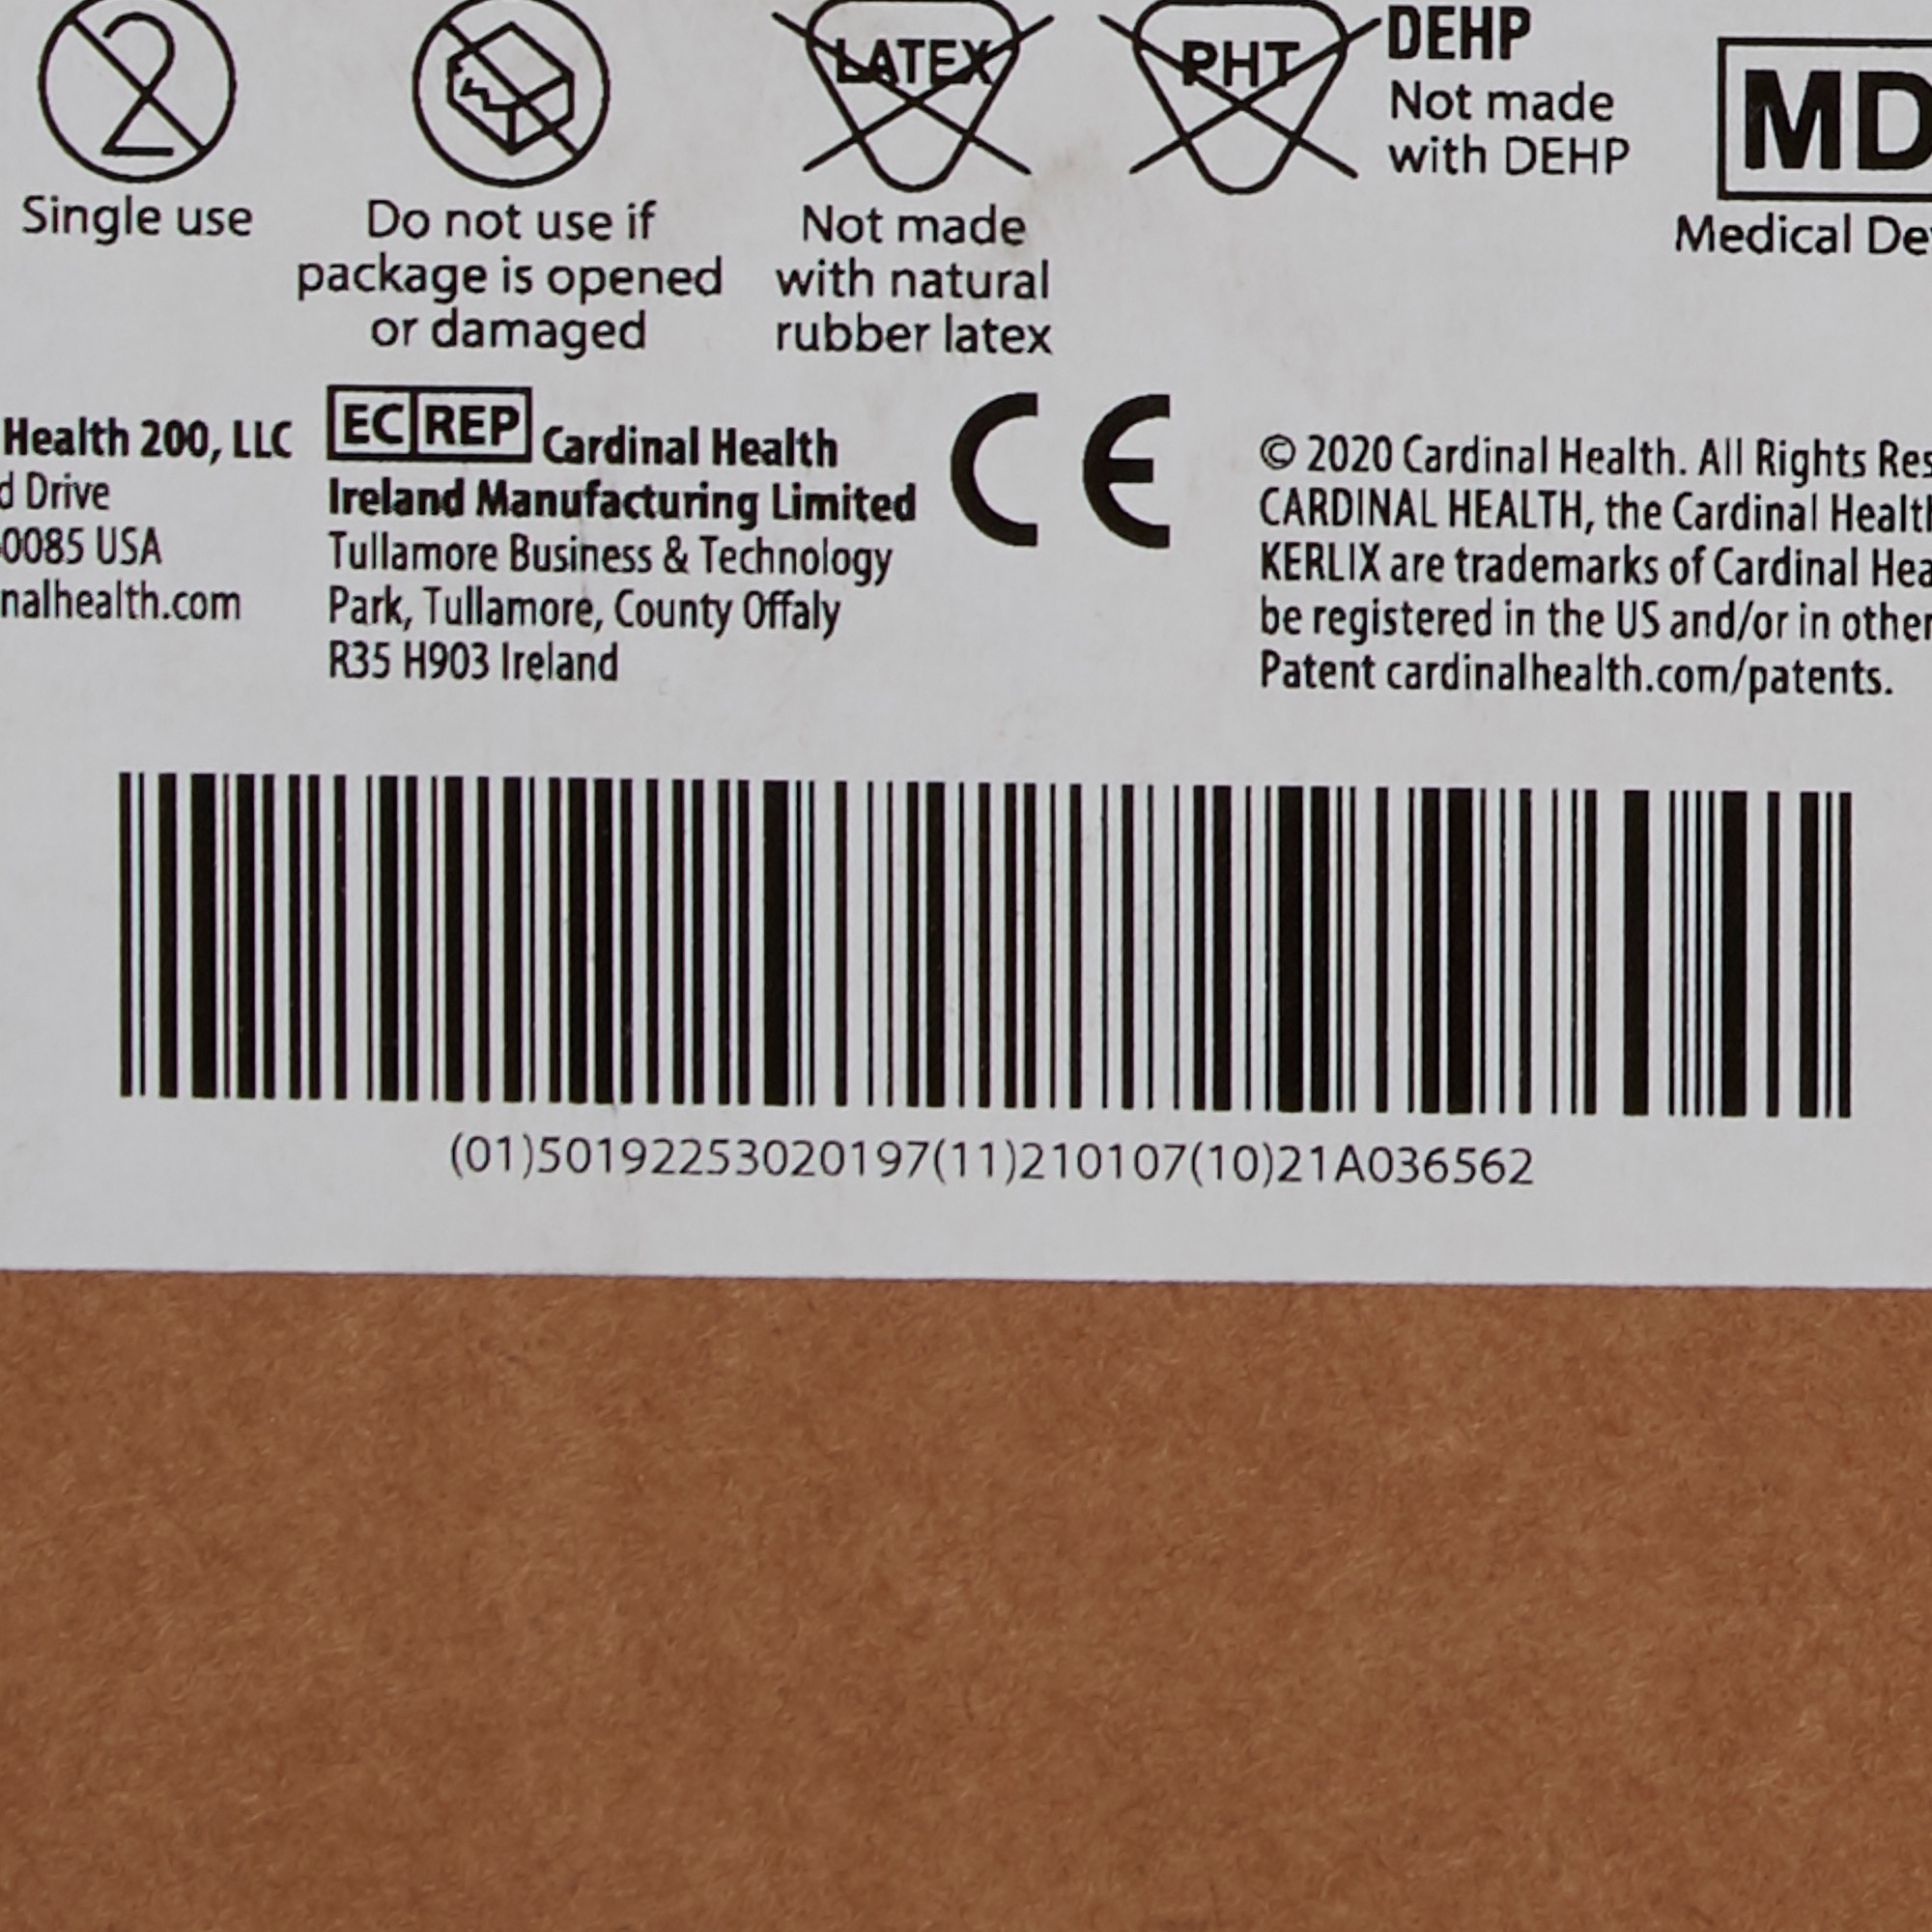 2
LATEX
PHT
DEHP
Not made
with DEHP
MD
Single use
Do not use if
package is opened
or damaged
Not made
with natural
rubber latex
Medical
Health 200, LLC
Drive
0085 USA
nalhealth.com
EC REP Cardinal Health
Ireland Manufacturing Limited
Tullamore Business & Technology
Park, Tullamore, County Offaly
R35 H903 Ireland
CE
© 2020 Cardinal Health. All Rights
CARDINAL HEALTH, the Cardinal Health
KERLIX are trademarks of Cardinal
be registered in the US and/or in other
Patent cardinalhealth.com/patents.
(01)50192253020197(11)210107(10)21A036562